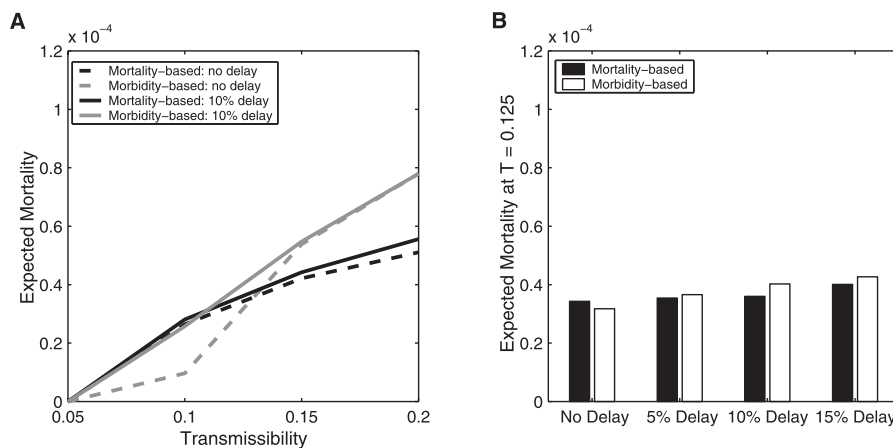 A
x 10⁻⁴
1.2
1
0.8
0.6
0.4
0.2
0
Expected Mortality
Mortality-based: no delay
Morbidity-based: no delay
Mortality-based: 10% delay
Morbidity-based: 10% delay
0.05
0.1
0.15
0.2
Transmissibility
B
x 10⁻⁴
1.2
1
0.8
0.6
0.4
0.2
0
Expected Mortality at T = 0.125
Mortality-based
Morbidity-based
No Delay
5% Delay
10% Delay
15% Delay